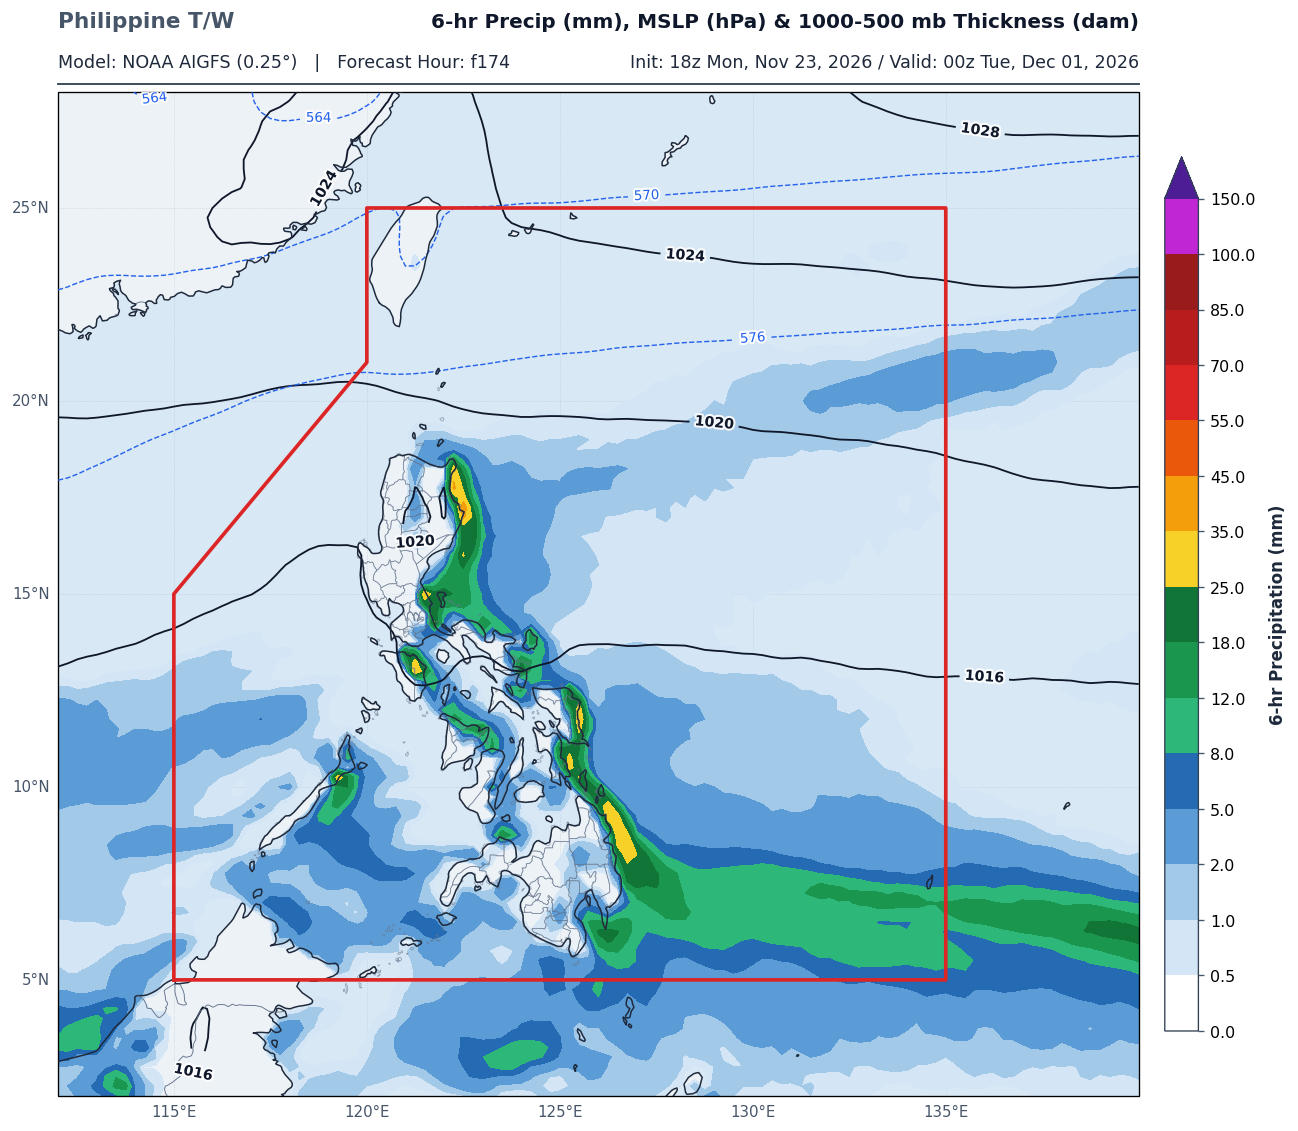 Philippine T/W
6-hr Precip (mm), MSLP (hPa) & 1000-500 mb Thickness (dam)
Model: NOAA AIGFS (0.25°) | Forecast Hour: f174
Init: 18z Mon, Nov 23, 2026 / Valid: 00z Tue, Dec 01, 2026
564
564
1028
1024
570
25°N
1024
576
20°N
1020
1020
15°N
1016
10°N
5°N
1016
115°E
120°E
125°E
130°E
135°E
150.0
100.0
85.0
70.0
55.0
45.0
35.0
25.0
18.0
12.0
8.0
5.0
2.0
1.0
0.5
0.0
6-hr Precipitation (mm)